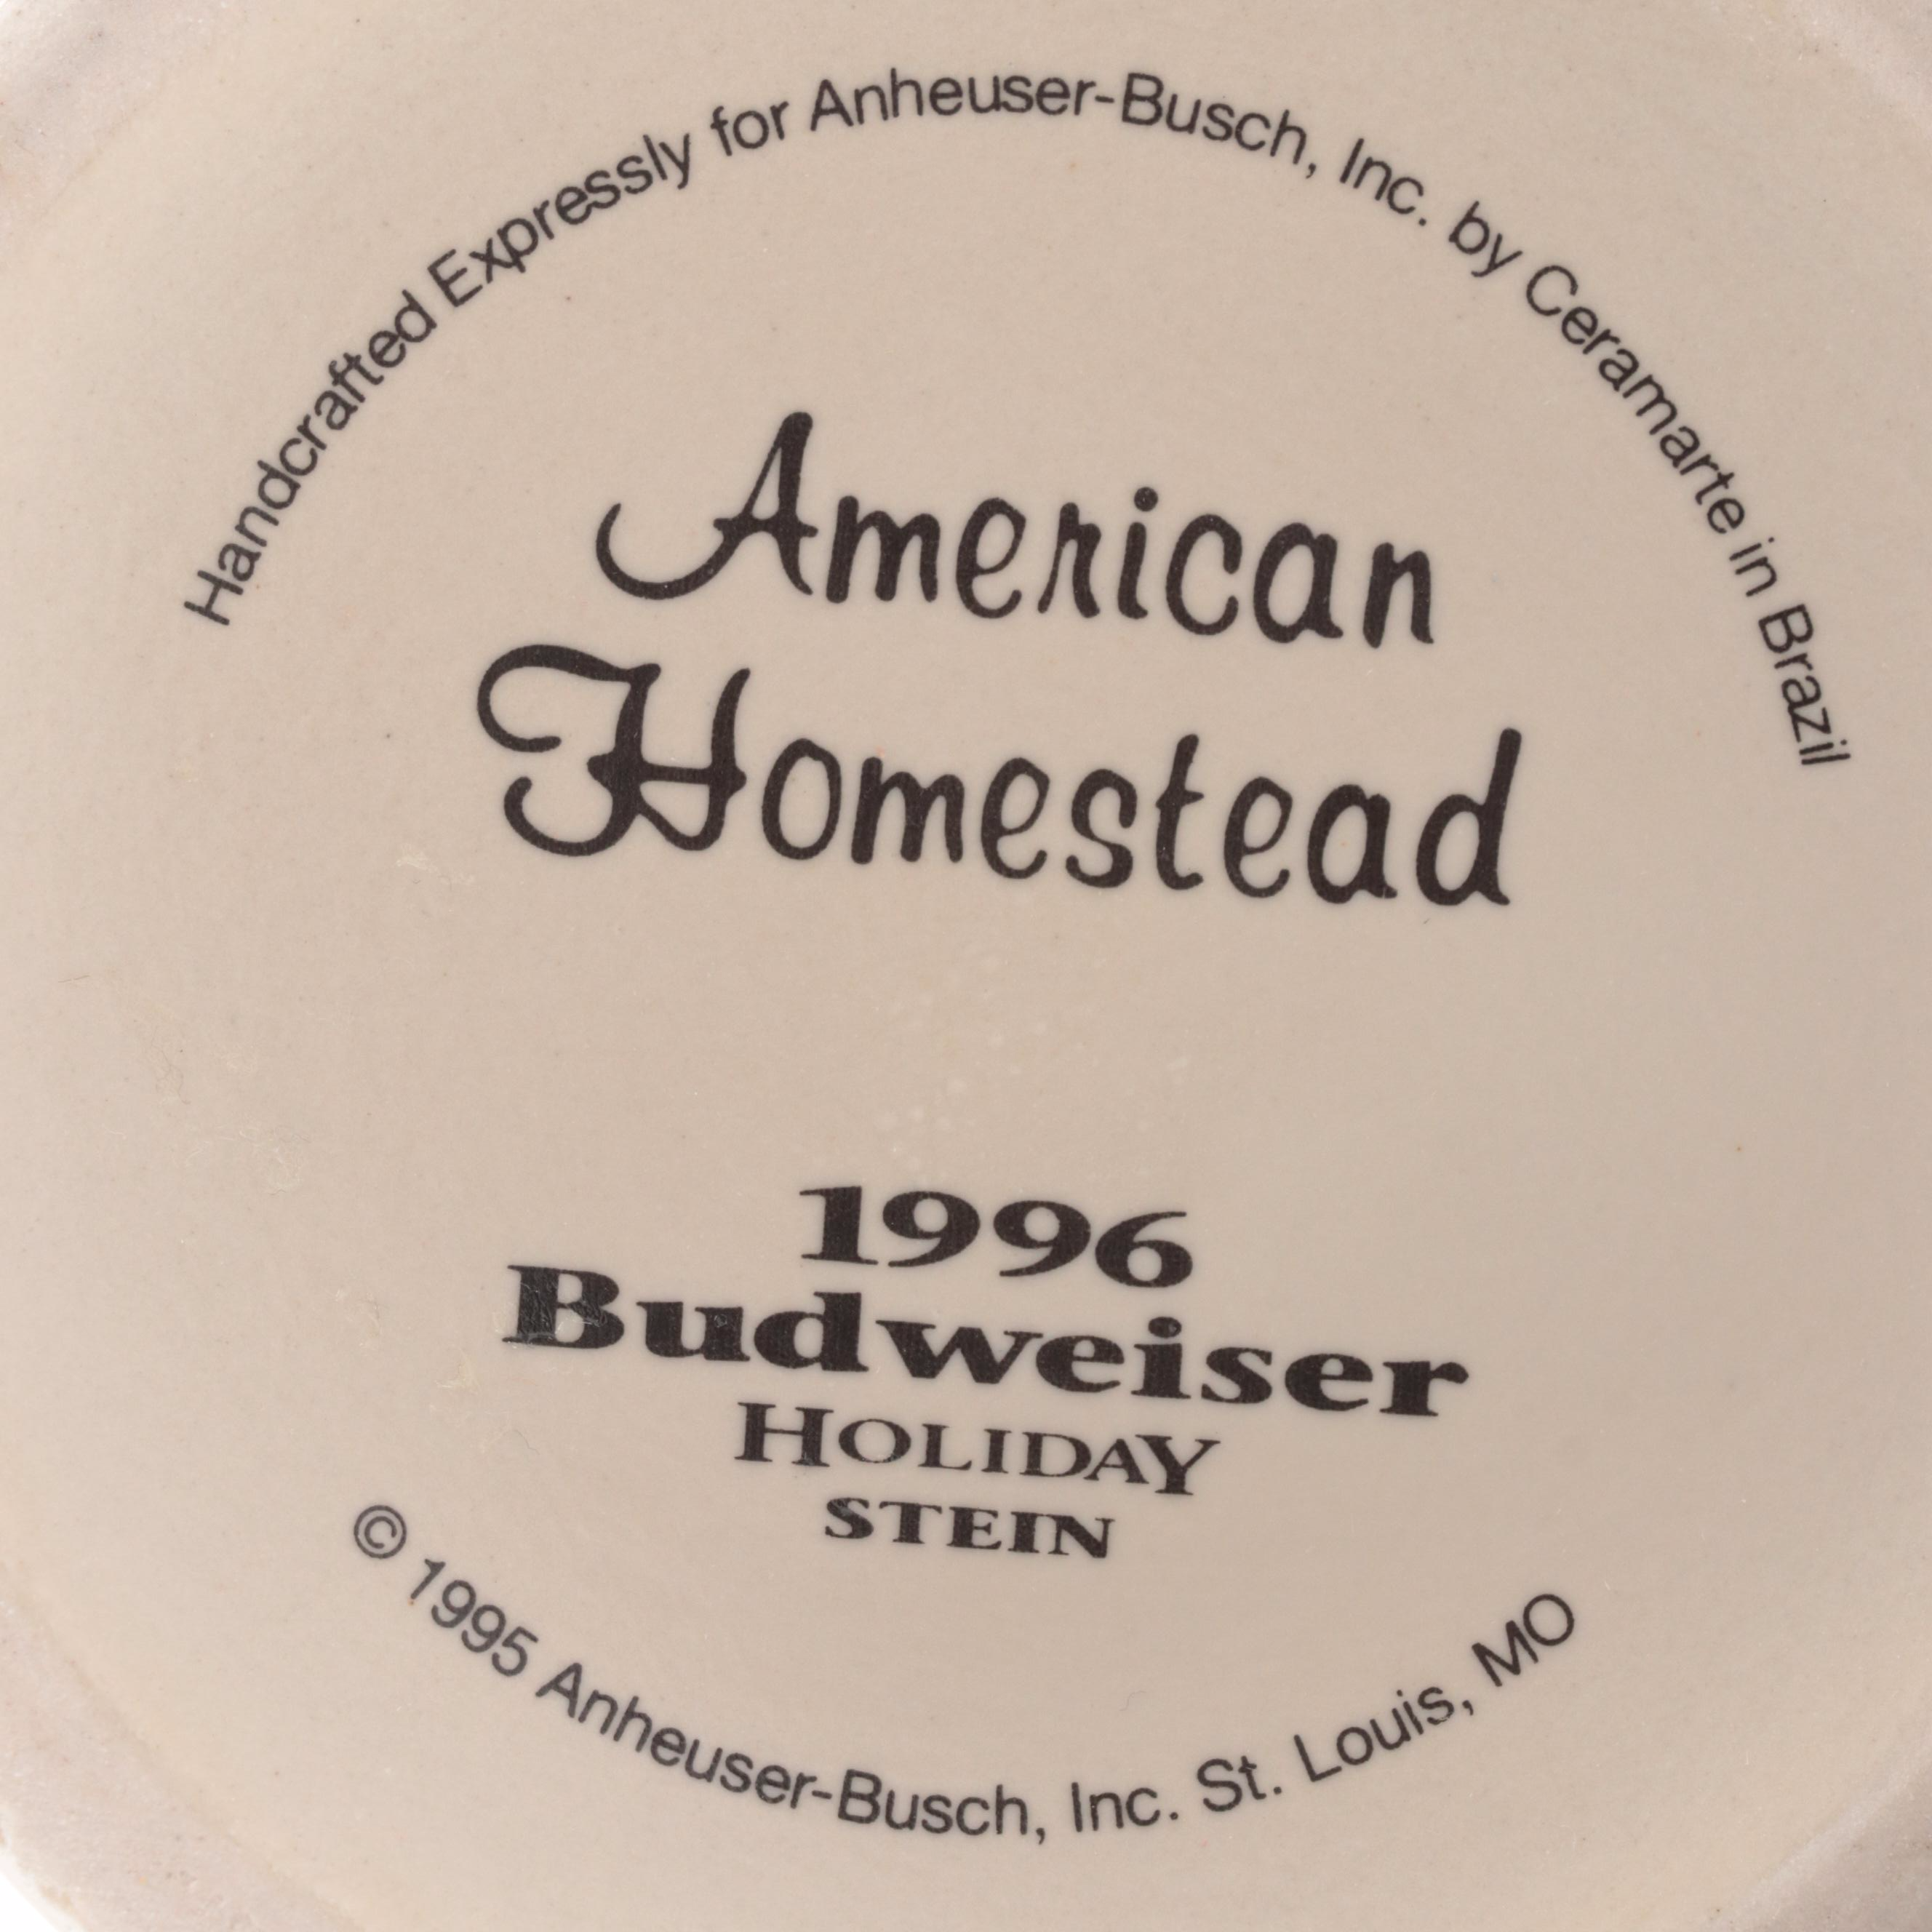 Handcrafted Expressly for Anheuser-Busch, Inc. by Ceramarte in Brazil
American
Homestead
1996
Budweiser
HOLIDAY
STEIN
© 1995 Anheuser-Busch, Inc. St. Louis, MO